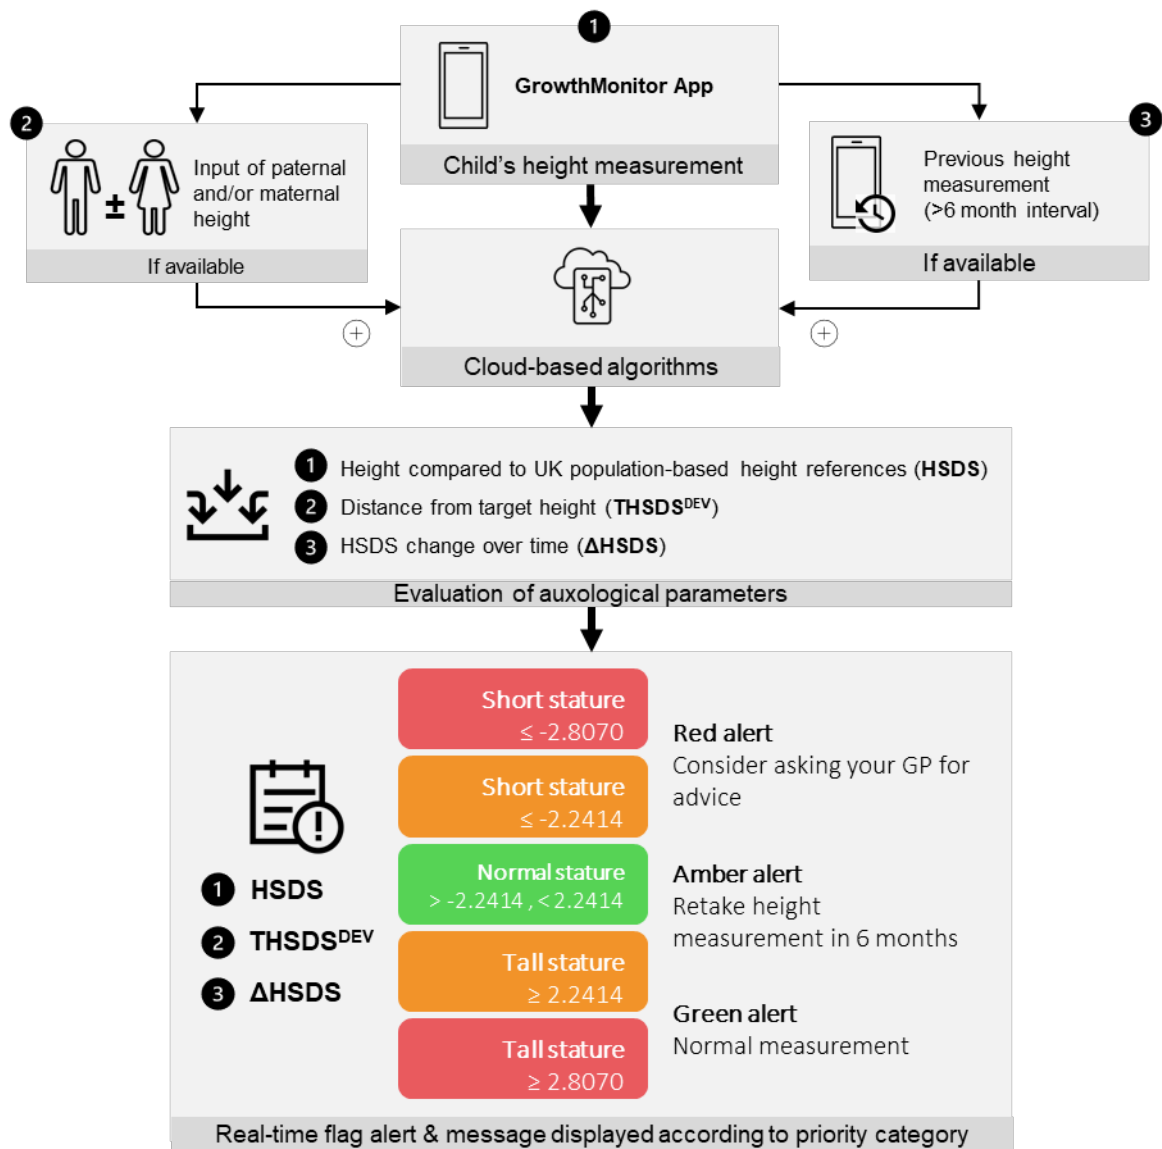 1
GrowthMonitor App
Child's height measurement
2
Input of paternal
and/or maternal
height
If available
3
Previous height
measurement
(>6 month interval)
If available
Cloud-based algorithms
1 Height compared to UK population-based height references (HSDS)
2 Distance from target height (THSDS^DEV)
3 HSDS change over time (ΔHSDS)
Evaluation of auxological parameters
1 HSDS
2 THSDS^DEV
3 ΔHSDS
Short stature
≤ -2.8070
Short stature
≤ -2.2414
Normal stature
> -2.2414 , < 2.2414
Tall stature
≥ 2.2414
Tall stature
≥ 2.8070
Red alert
Consider asking your GP for
advice
Amber alert
Retake height
measurement in 6 months
Green alert
Normal measurement
Real-time flag alert & message displayed according to priority category